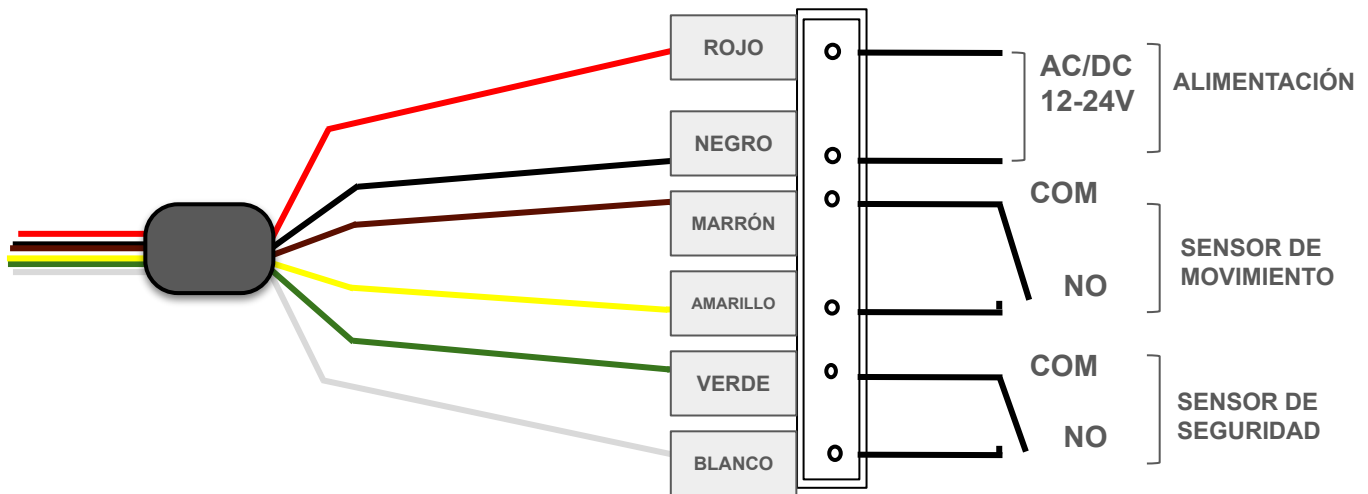 ROJO
NEGRO
MARRÓN
AMARILLO
VERDE
BLANCO
AC/DC
12-24V
ALIMENTACIÓN
COM
NO
SENSOR DE
MOVIMIENTO
COM
NO
SENSOR DE
SEGURIDAD